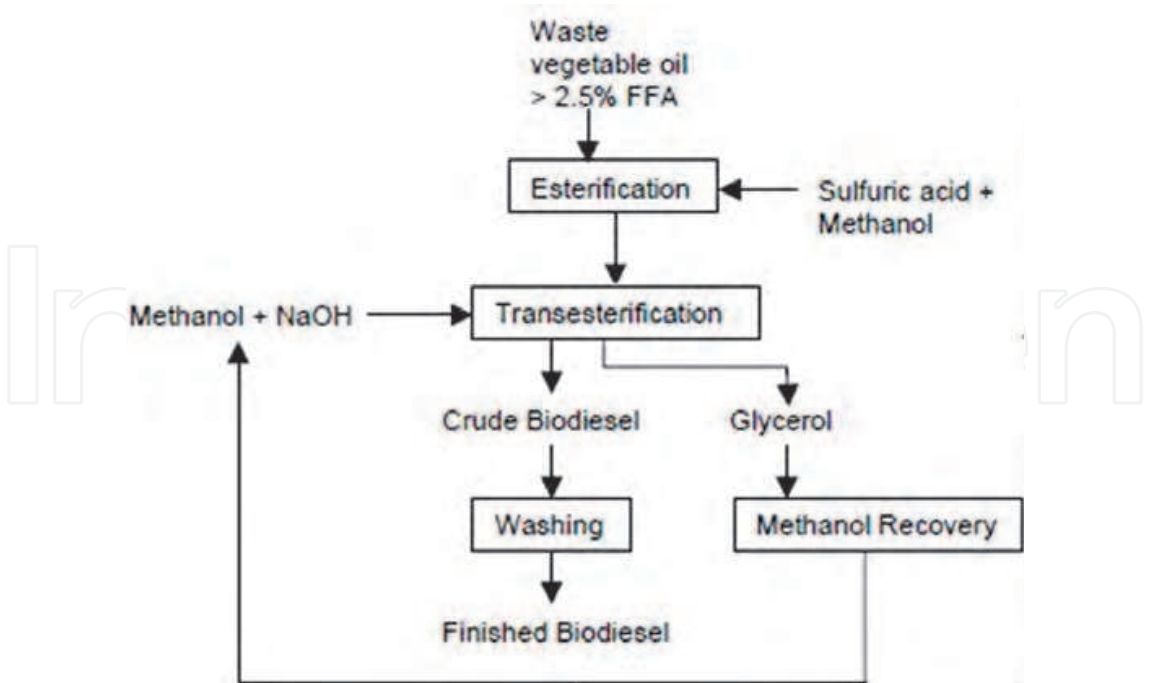 Waste
vegetable oil
> 2.5% FFA
Esterification
Sulfuric acid +
Methanol
Methanol + NaOH
Transesterification
Crude Biodiesel
Glycerol
Washing
Methanol Recovery
Finished Biodiesel